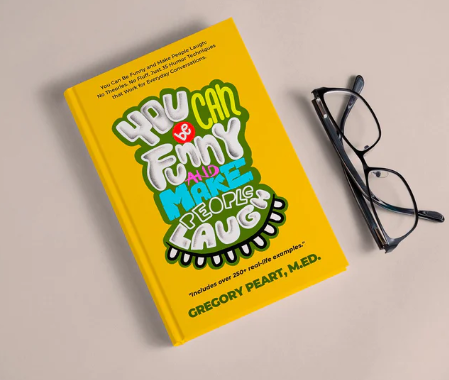 You Can Be Funny and Make People Laugh:
No Theories. No Fluff. Just 35 Humor Techniques
that Work for Everyday Conversations.
YOU CAN
be
FUNNY
AND
MAKE
PEOPLE
LAUGH
"Includes over 250+ real-life examples."
GREGORY PEART, M.ED.